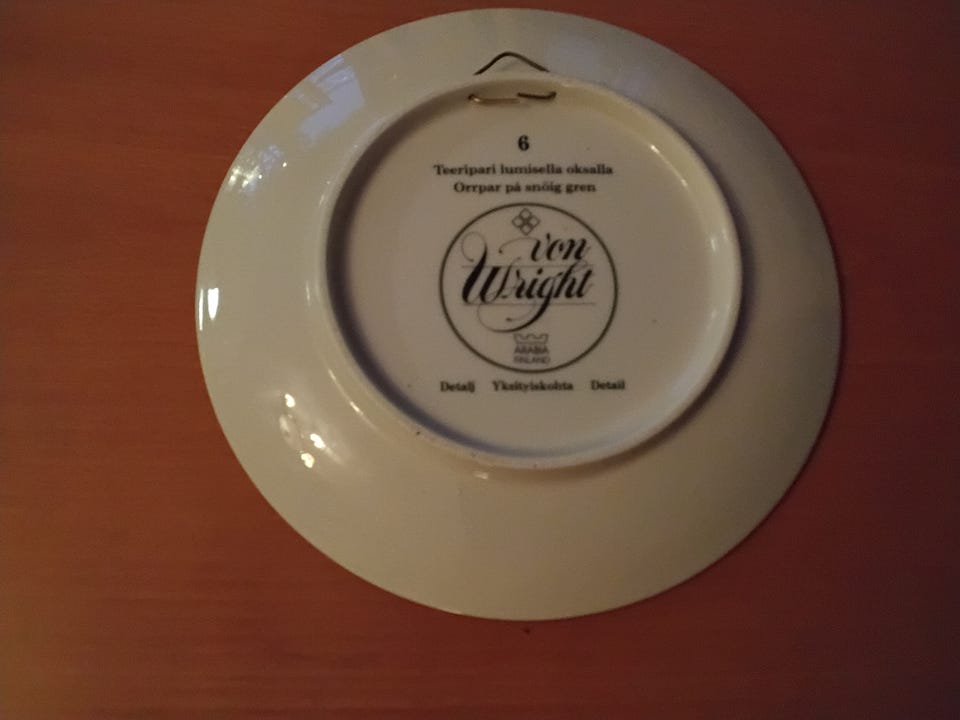 6
Teeripari lumisella oksalla
Orrpar på snöig gren
von
Wright
ARABIA
FINLAND
Detalj Yksityiskohta Detail